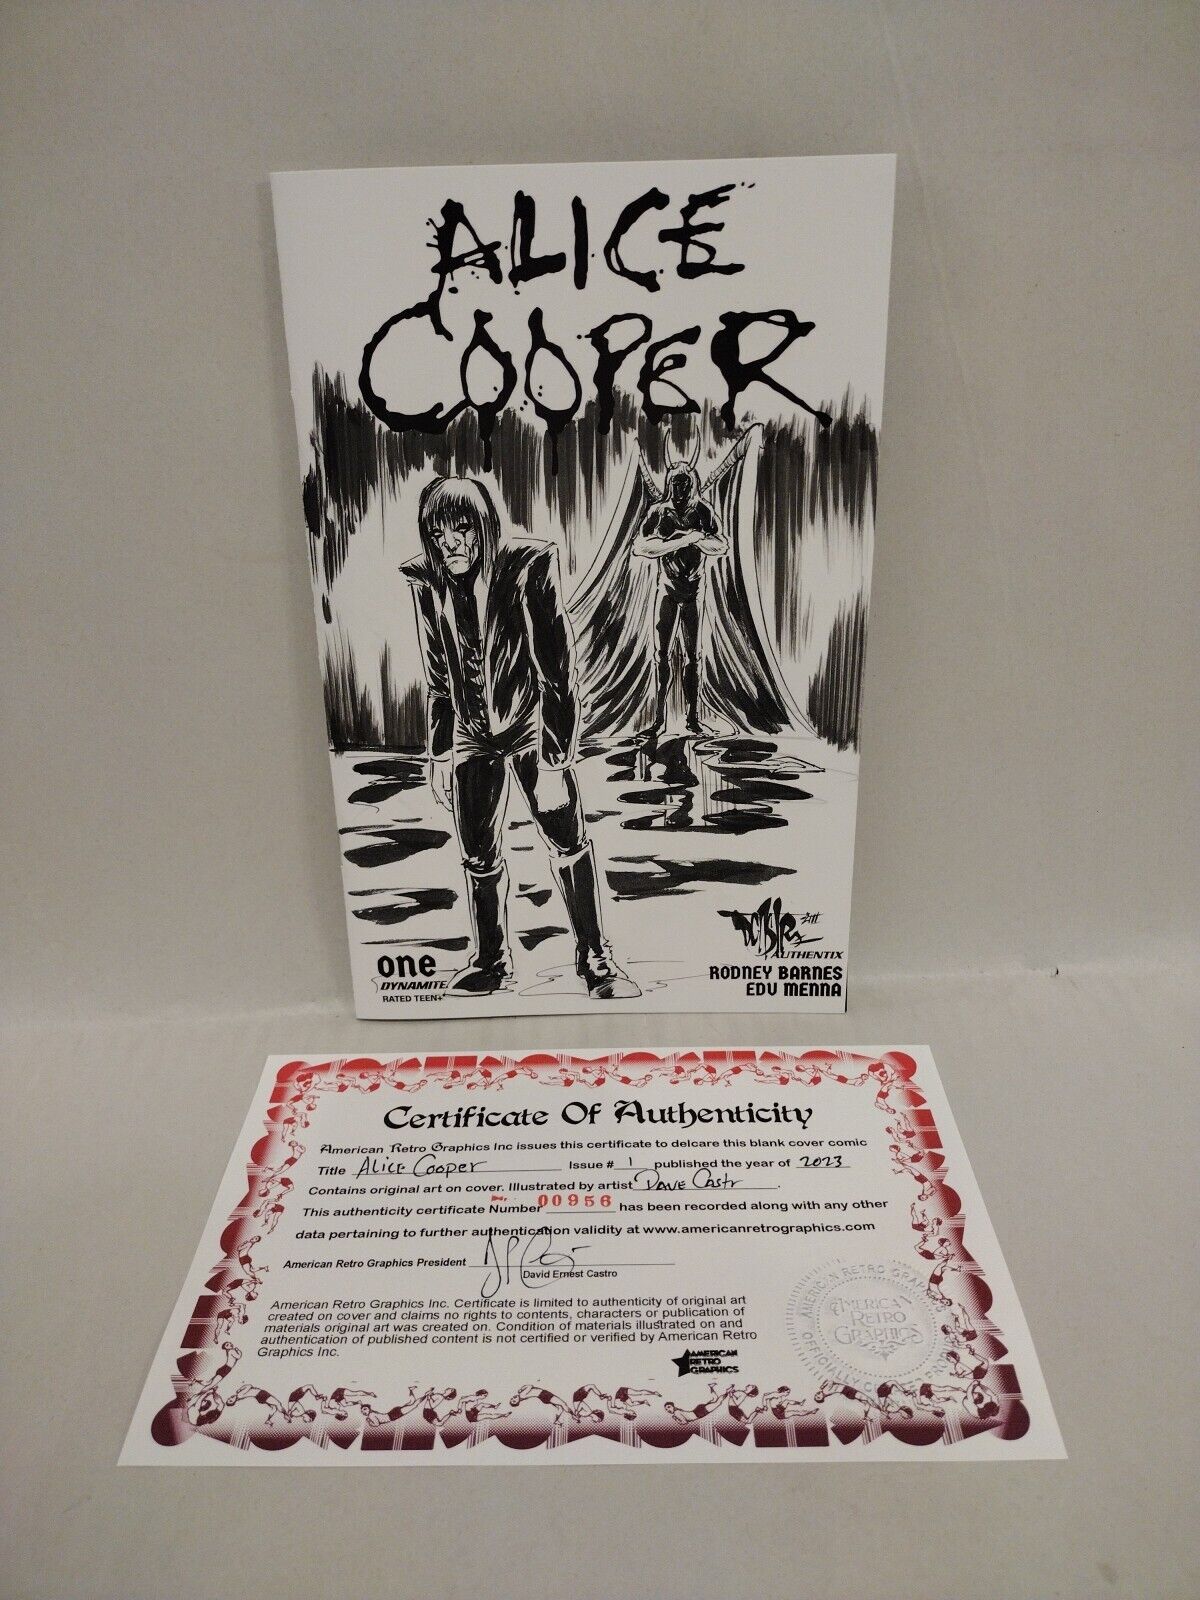 ALICE
COOPER
one
DYNAMITE
RATED TEEN+
AUTHENTIX
RODNEY BARNES
EDU MENNA
Certificate Of Authenticity
American Retro Graphics Inc issues this certificate to delcare this blank cover comic
Title Alice Cooper Issue # 1 published the year of 2023
Contains original art on cover. Illustrated by artist Dave Castr.
This authenticity certificate Number 00956 has been recorded along with any other
data pertaining to further authentication validity at www.americanretrographics.com
American Retro Graphics President
David Ernest Castro
American Retro Graphics Inc. Certificate is limited to authenticity of original art
created on cover and claims no rights to contents, characters or publication of
materials original art was created on. Condition of materials illustrated on and
authentication of published content is not certified or verified by American Retro
Graphics Inc.
AMERICAN
RETRO
GRAPHICS
AMERICAN RETRO GRAPHICS
AMERICAN
RETRO
GRAPHICS
OFFICIALLY